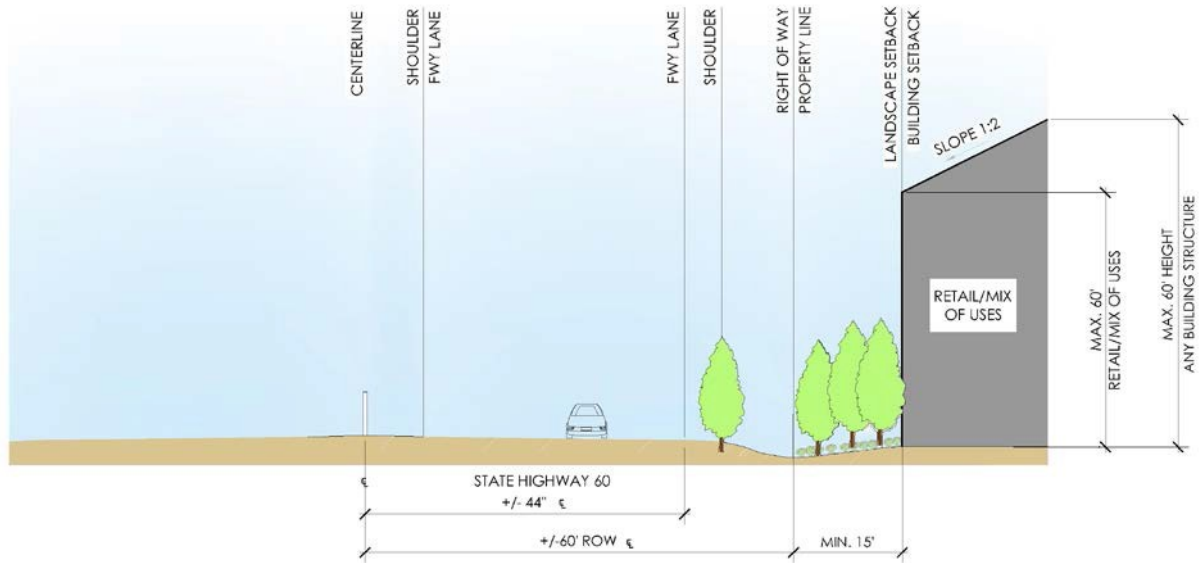 CENTERLINE
SHOULDER
FWY LANE
FWY LANE
SHOULDER
RIGHT OF WAY
PROPERTY LINE
LANDSCAPE SETBACK
BUILDING SETBACK
SLOPE 1:2
RETAIL/MIX
OF USES
MAX. 60'
RETAIL/MIX OF USES
MAX. 60' HEIGHT
ANY BUILDING STRUCTURE
℄
STATE HIGHWAY 60
+/- 44" ℄
+/-60' ROW ℄
MIN. 15'